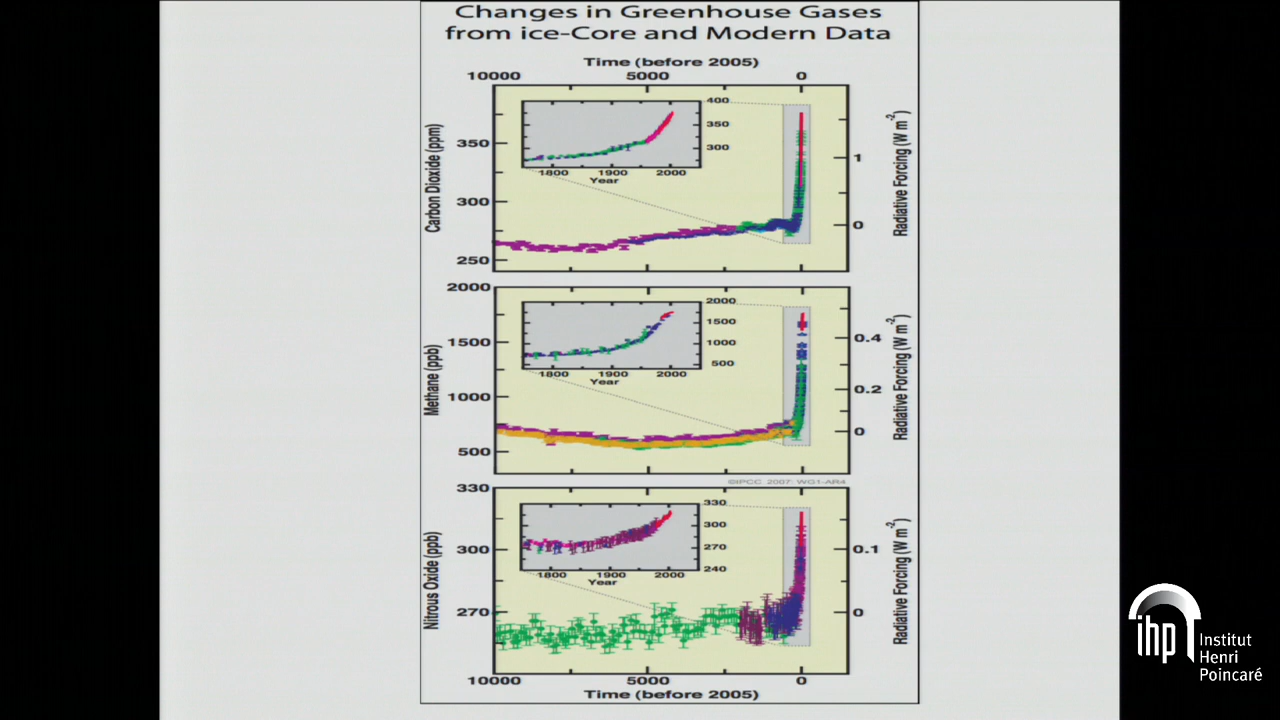 Changes in Greenhouse Gases
from ice-Core and Modern Data
Time (before 2005)
10000 5000 0
400
350
300
1800 1900 2000
Year
350
300
250
Carbon Dioxide (ppm)
1
0
Radiative Forcing (W m⁻²)
2000
1500
1000
500
1800 1900 2000
Year
2000
1500
1000
500
Methane (ppb)
0.4
0.2
0
Radiative Forcing (W m⁻²)
©IPCC 2007: WG1-AR4
330
300
270
240
1800 1900 2000
Year
330
300
270
Nitrous Oxide (ppb)
0.1
0
Radiative Forcing (W m⁻²)
10000 5000 0
Time (before 2005)
ihp
Institut
Henri
Poincaré